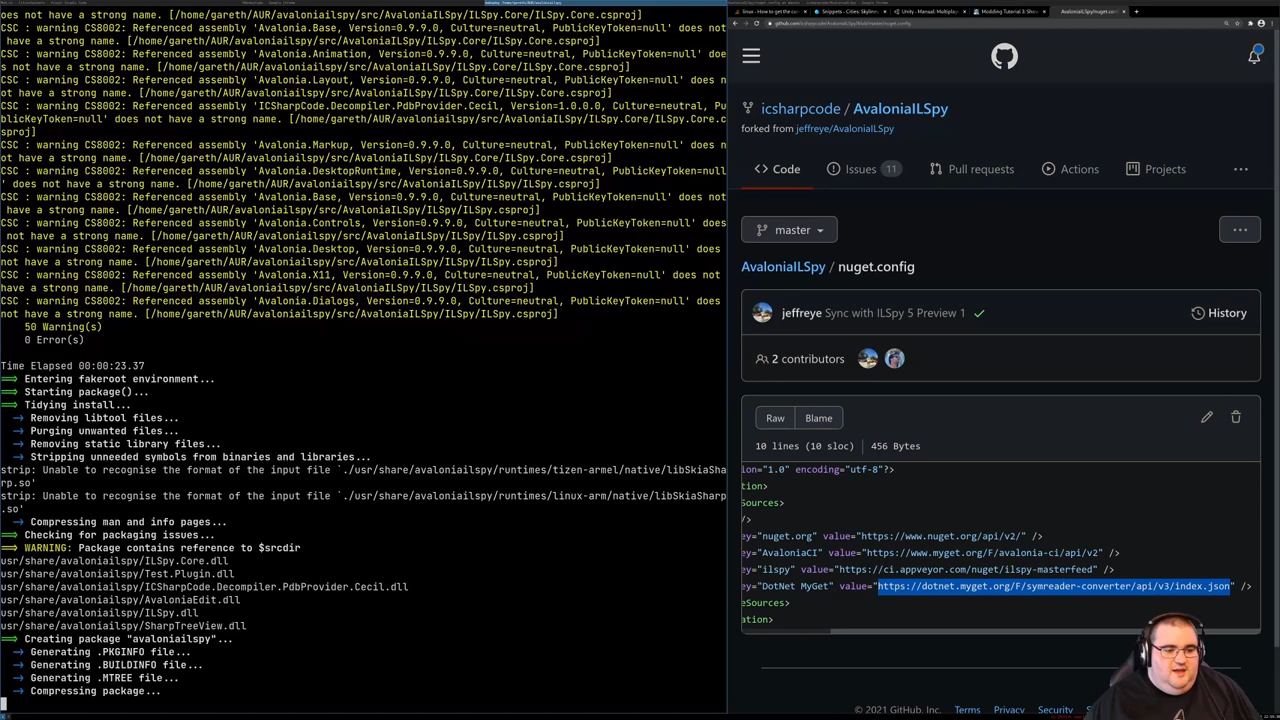 oes not have a strong name. [/home/gareth/AUR/avaloniailspy/src/AvaloniaILSpy/ILSpy.Core/ILSpy.Core.csproj]
CSC : warning CS8002: Referenced assembly 'Avalonia.Base, Version=0.9.9.0, Culture=neutral, PublicKeyToken=null' does not
have a strong name. [/home/gareth/AUR/avaloniailspy/src/AvaloniaILSpy/ILSpy.Core/ILSpy.Core.csproj]
CSC : warning CS8002: Referenced assembly 'Avalonia.Animation, Version=0.9.9.0, Culture=neutral, PublicKeyToken=null' doe
s not have a strong name. [/home/gareth/AUR/avaloniailspy/src/AvaloniaILSpy/ILSpy.Core/ILSpy.Core.csproj]
CSC : warning CS8002: Referenced assembly 'Avalonia.Layout, Version=0.9.9.0, Culture=neutral, PublicKeyToken=null' does n
ot have a strong name. [/home/gareth/AUR/avaloniailspy/src/AvaloniaILSpy/ILSpy.Core/ILSpy.Core.csproj]
CSC : warning CS8002: Referenced assembly 'ICSharpCode.Decompiler.PdbProvider.Cecil, Version=1.0.0.0, Culture=neutral, Pu
blicKeyToken=null' does not have a strong name. [/home/gareth/AUR/avaloniailspy/src/AvaloniaILSpy/ILSpy.Core/ILSpy.Core.c
sproj]
CSC : warning CS8002: Referenced assembly 'Avalonia.Markup, Version=0.9.9.0, Culture=neutral, PublicKeyToken=null' does n
ot have a strong name. [/home/gareth/AUR/avaloniailspy/src/AvaloniaILSpy/ILSpy.Core/ILSpy.Core.csproj]
CSC : warning CS8002: Referenced assembly 'Avalonia.DesktopRuntime, Version=0.9.9.0, Culture=neutral, PublicKeyToken=null
' does not have a strong name. [/home/gareth/AUR/avaloniailspy/src/AvaloniaILSpy/ILSpy/ILSpy.csproj]
CSC : warning CS8002: Referenced assembly 'Avalonia.Base, Version=0.9.9.0, Culture=neutral, PublicKeyToken=null' does not
have a strong name. [/home/gareth/AUR/avaloniailspy/src/AvaloniaILSpy/ILSpy/ILSpy.csproj]
CSC : warning CS8002: Referenced assembly 'Avalonia.Controls, Version=0.9.9.0, Culture=neutral, PublicKeyToken=null' does
not have a strong name. [/home/gareth/AUR/avaloniailspy/src/AvaloniaILSpy/ILSpy/ILSpy.csproj]
CSC : warning CS8002: Referenced assembly 'Avalonia.Desktop, Version=0.9.9.0, Culture=neutral, PublicKeyToken=null' does
not have a strong name. [/home/gareth/AUR/avaloniailspy/src/AvaloniaILSpy/ILSpy/ILSpy.csproj]
CSC : warning CS8002: Referenced assembly 'Avalonia.X11, Version=0.9.9.0, Culture=neutral, PublicKeyToken=null' does not
have a strong name. [/home/gareth/AUR/avaloniailspy/src/AvaloniaILSpy/ILSpy/ILSpy.csproj]
CSC : warning CS8002: Referenced assembly 'Avalonia.Dialogs, Version=0.9.9.0, Culture=neutral, PublicKeyToken=null' does
not have a strong name. [/home/gareth/AUR/avaloniailspy/src/AvaloniaILSpy/ILSpy/ILSpy.csproj]
50 Warning(s)
0 Error(s)
Time Elapsed 00:00:23.37
==> Entering fakeroot environment...
==> Starting package()...
==> Tidying install...
-> Removing libtool files...
-> Purging unwanted files...
-> Removing static library files...
-> Stripping unneeded symbols from binaries and libraries...
strip: Unable to recognise the format of the input file `./usr/share/avaloniailspy/runtimes/tizen-armel/native/libSkiaSha
rp.so'
strip: Unable to recognise the format of the input file `./usr/share/avaloniailspy/runtimes/linux-arm/native/libSkiaSharp
.so'
-> Compressing man and info pages...
==> Checking for packaging issues...
==> WARNING: Package contains reference to $srcdir
usr/share/avaloniailspy/ILSpy.Core.dll
usr/share/avaloniailspy/Test.Plugin.dll
usr/share/avaloniailspy/ICSharpCode.Decompiler.PdbProvider.Cecil.dll
usr/share/avaloniailspy/AvaloniaEdit.dll
usr/share/avaloniailspy/ILSpy.dll
usr/share/avaloniailspy/SharpTreeView.dll
==> Creating package "avaloniailspy"...
-> Generating .PKGINFO file...
-> Generating .BUILDINFO file...
-> Generating .MTREE file...
-> Compressing package...
icsharpcode / AvaloniaILSpy
forked from jeffreye/AvaloniaILSpy
<> Code Issues 11 Pull requests Actions Projects ...
master ...
AvaloniaILSpy / nuget.config
jeffreye Sync with ILSpy 5 Preview 1 ✓ History
2 contributors
Raw Blame
10 lines (10 sloc) 456 Bytes
ion="1.0" encoding="utf-8"?>
tion>
Sources>
/>
ey="nuget.org" value="https://www.nuget.org/api/v2/" />
ey="AvaloniaCI" value="https://www.myget.org/F/avalonia-ci/api/v2" />
ey="ilspy" value="https://ci.appveyor.com/nuget/ilspy-masterfeed" />
ey="DotNet MyGet" value="https://dotnet.myget.org/F/symreader-converter/api/v3/index.json" />
eSources>
ation>
© 2021 GitHub, Inc. Terms Privacy Security